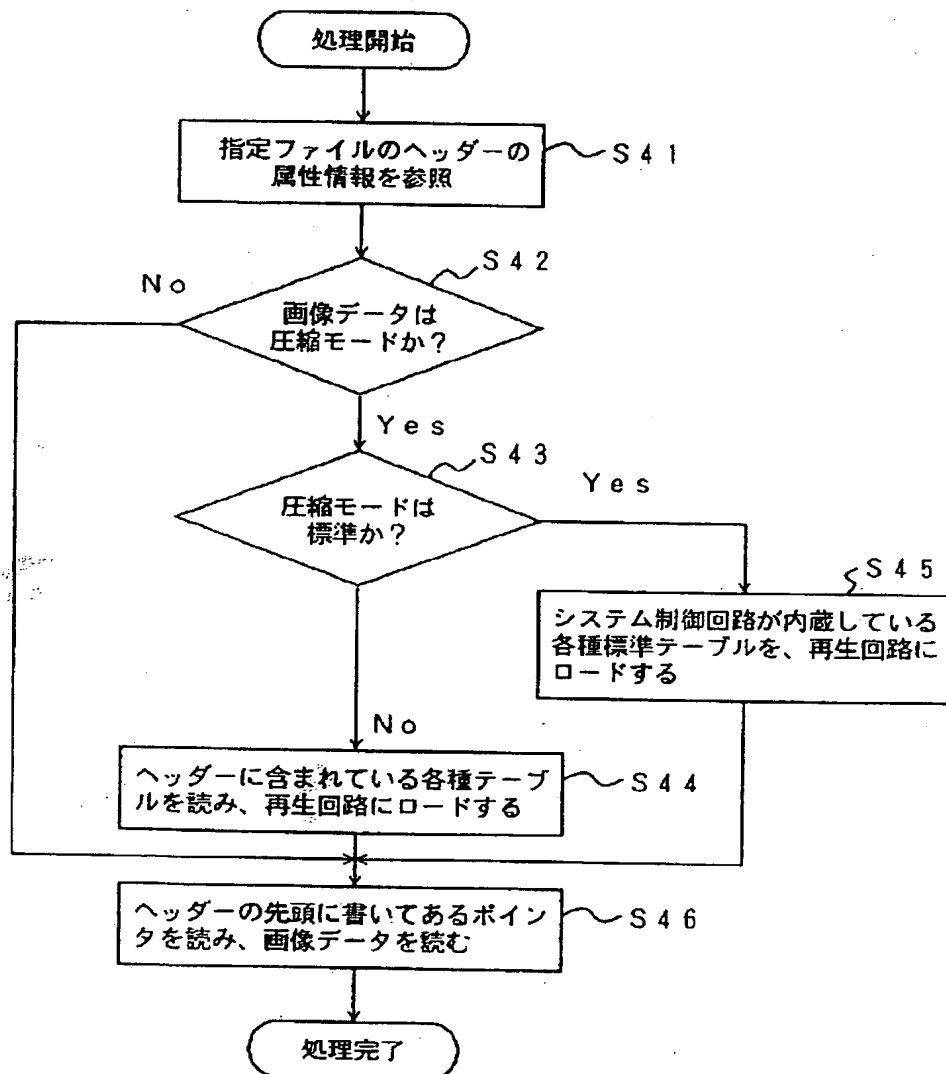 処理開始
指定ファイルのヘッダーの
属性情報を参照
S41
S42
No
画像データは
圧縮モードか?
Yes
S43
Yes
圧縮モードは
標準か?
S45
システム制御回路が内蔵している
各種標準テーブルを、再生回路に
ロードする
No
ヘッダーに含まれている各種テーブ
ルを読み、再生回路にロードする
S44
ヘッダーの先頭に書いてあるポイン
タを読み、画像データを読む
S46
処理完了